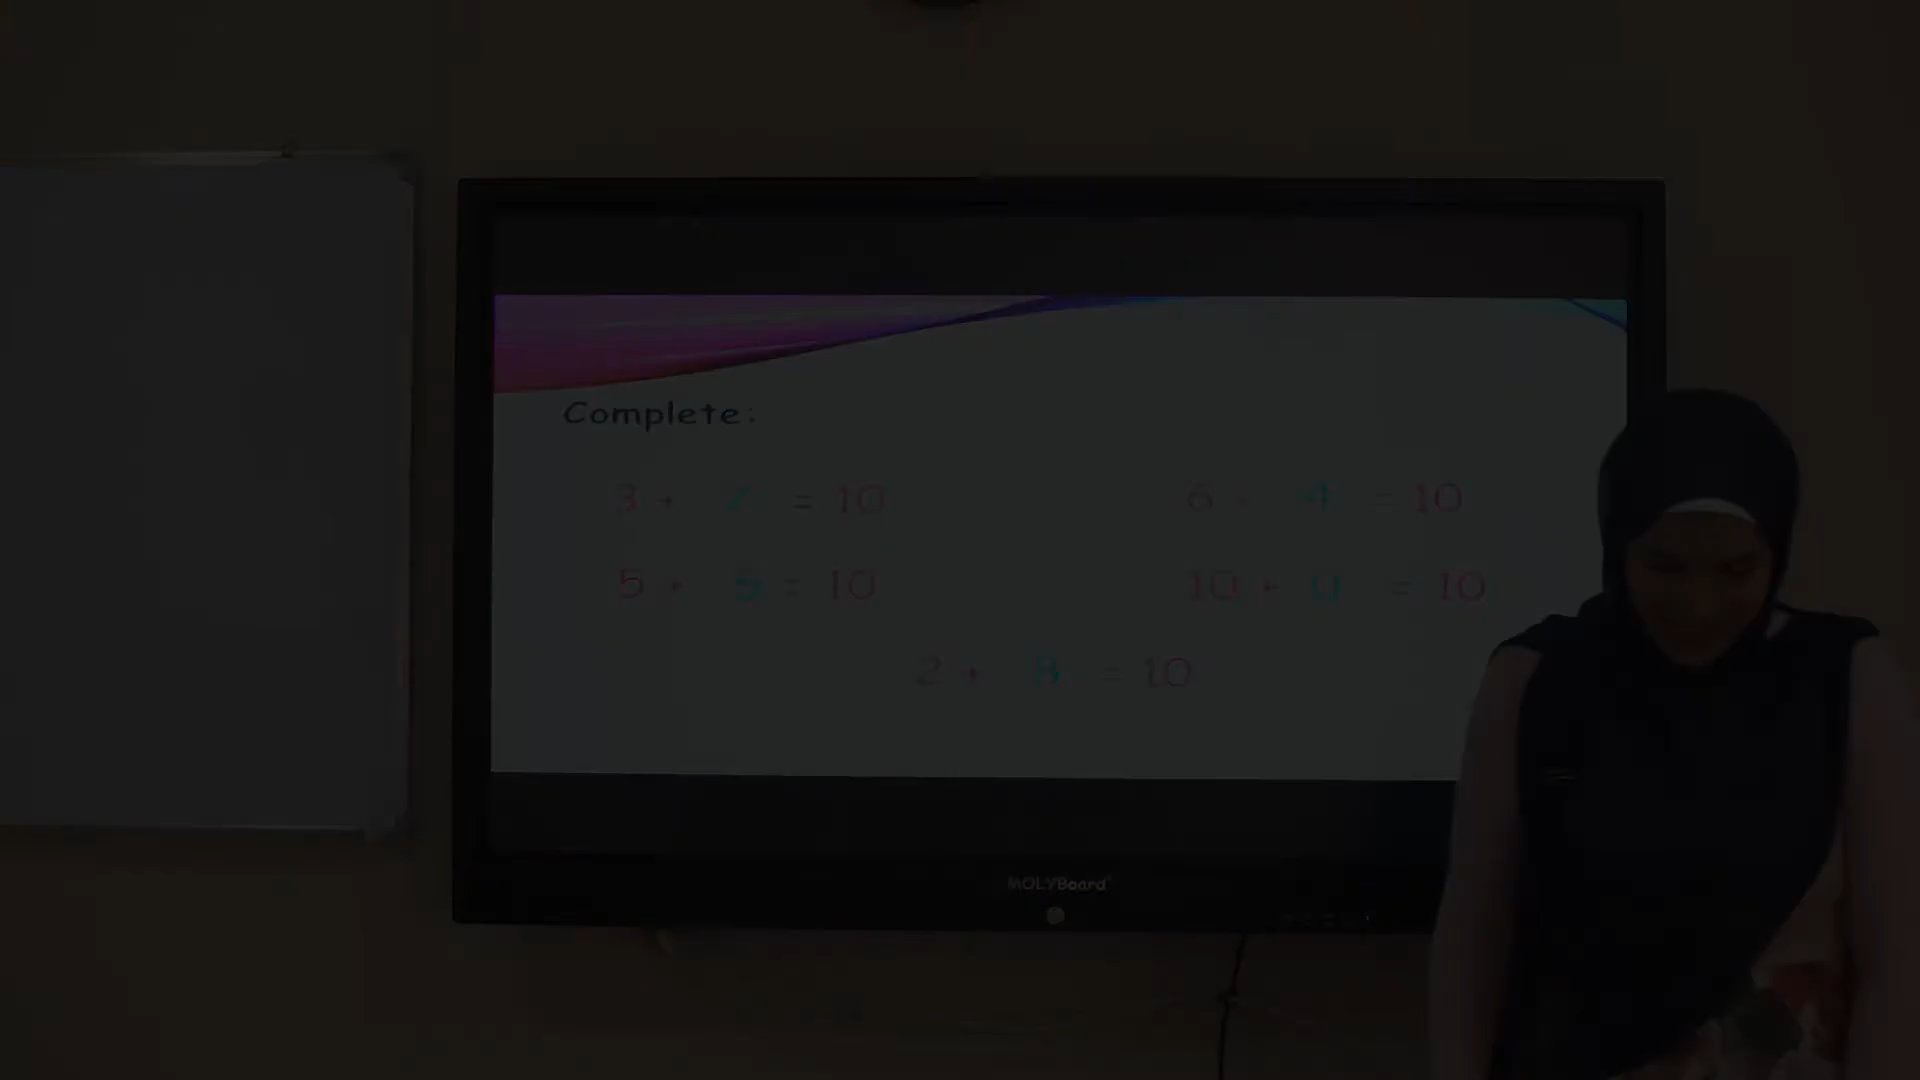 Complete:
3 + 7 = 10
6 + 4 = 10
5 + 5 = 10
10 + 0 = 10
2 + 8 = 10
MOLYBoard